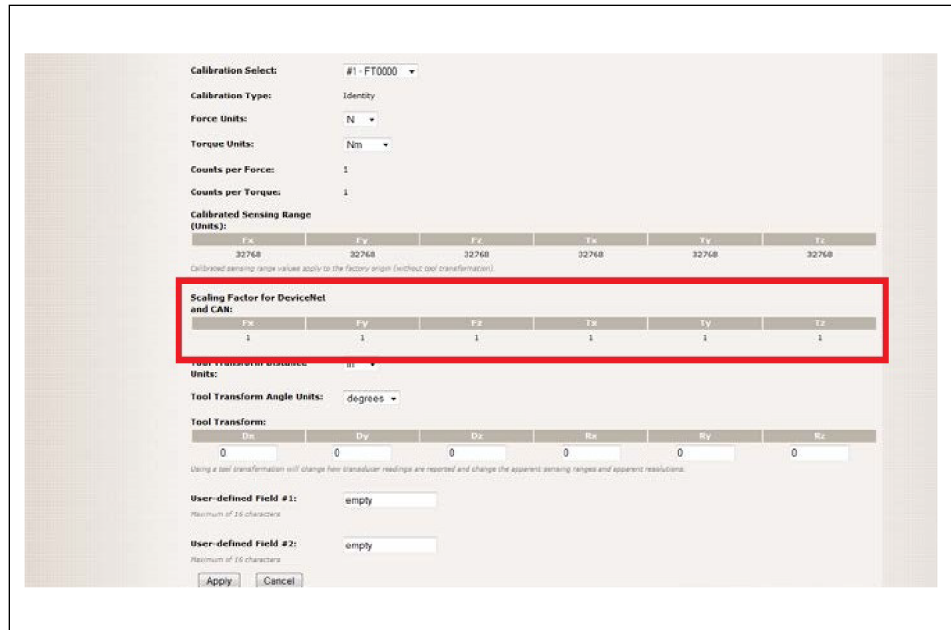 Calibration Select: #1 - FT0000
Calibration Type: Identity
Force Units: N
Torque Units: Nm
Counts per Force: 1
Counts per Torque: 1
Calibrated Sensing Range
(Units):
Fx Fy Fz Tx Ty Tz
32768 32768 32768 32768 32768 32768
Calibrated sensing range values apply to the factory origin (without tool transformation).
Scaling Factor for DeviceNet
and CAN:
Fx Fy Fz Tx Ty Tz
1 1 1 1 1 1
Tool Transform Distance in
Units:
Tool Transform Angle Units: degrees
Tool Transform:
Dx Dy Dz Rx Ry Rz
0 0 0 0 0 0
Using a tool transformation will change how transducer readings are reported and change the apparent sensing ranges and apparent resolutions.
User-defined Field #1: empty
Maximum of 16 characters
User-defined Field #2: empty
Maximum of 16 characters
Apply Cancel